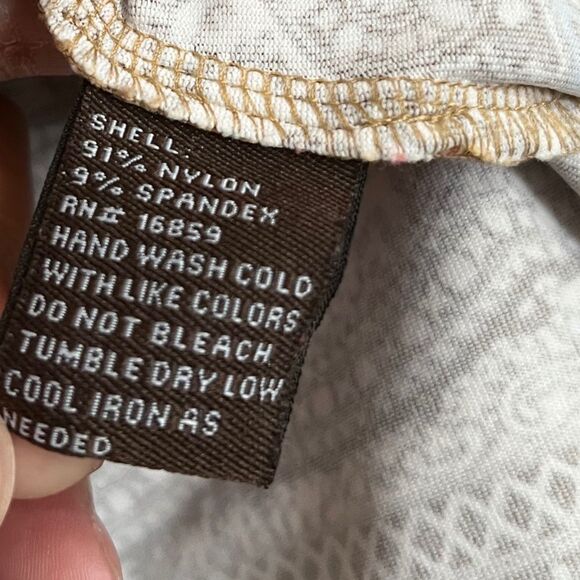 SHELL:
91% NYLON
9% SPANDEX
RN# 16859
HAND WASH COLD
WITH LIKE COLORS
DO NOT BLEACH
TUMBLE DRY LOW
COOL IRON AS
NEEDED